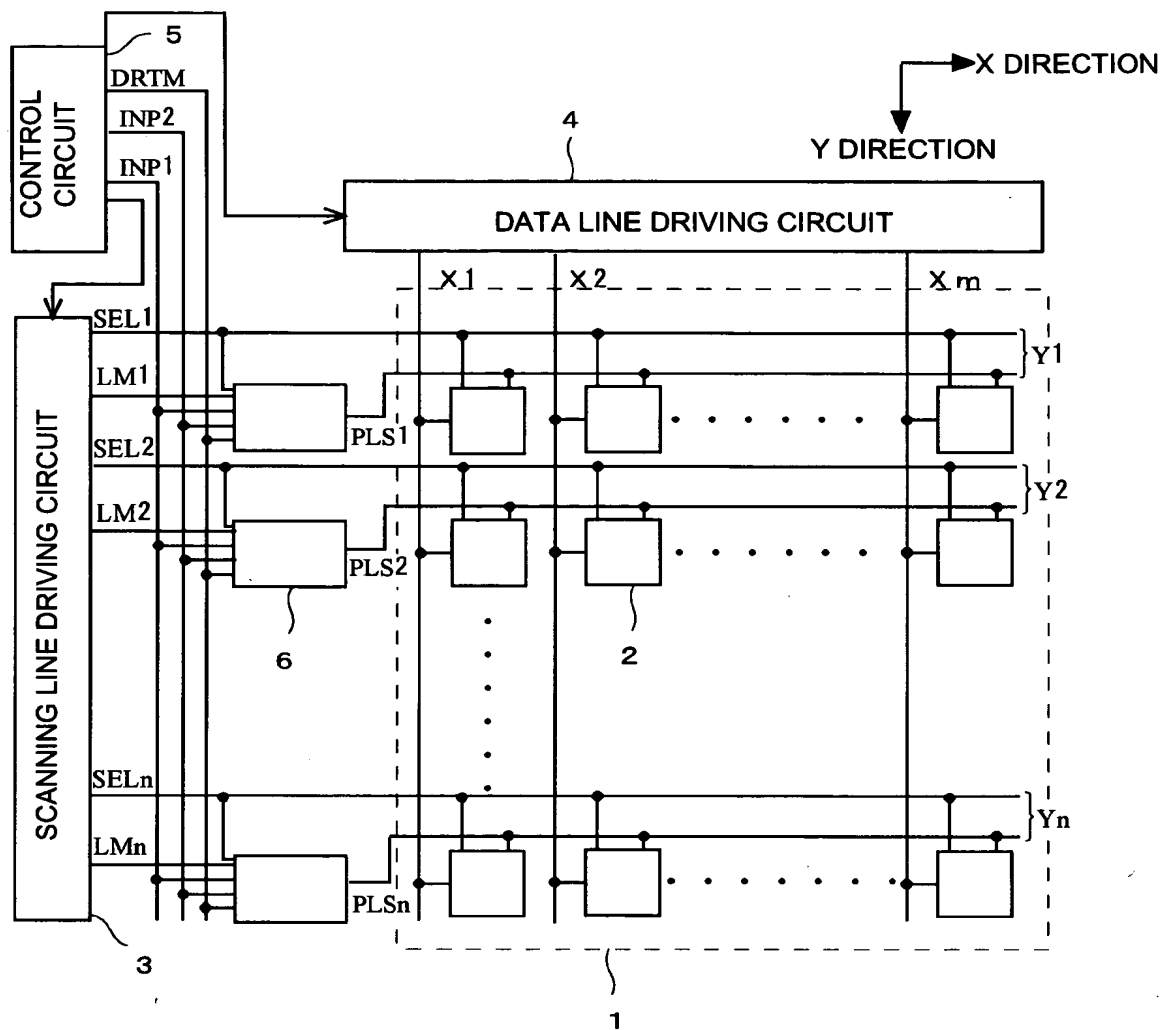 5
CONTROL
CIRCUIT
DRTM
INP2
INP1
X DIRECTION
Y DIRECTION
4
DATA LINE DRIVING CIRCUIT
X1
X2
Xm
SCANNING LINE DRIVING CIRCUIT
SEL1
Y1
LM1
PLS1
SEL2
Y2
LM2
PLS2
6
2
SELn
Yn
LMn
PLSn
3
1